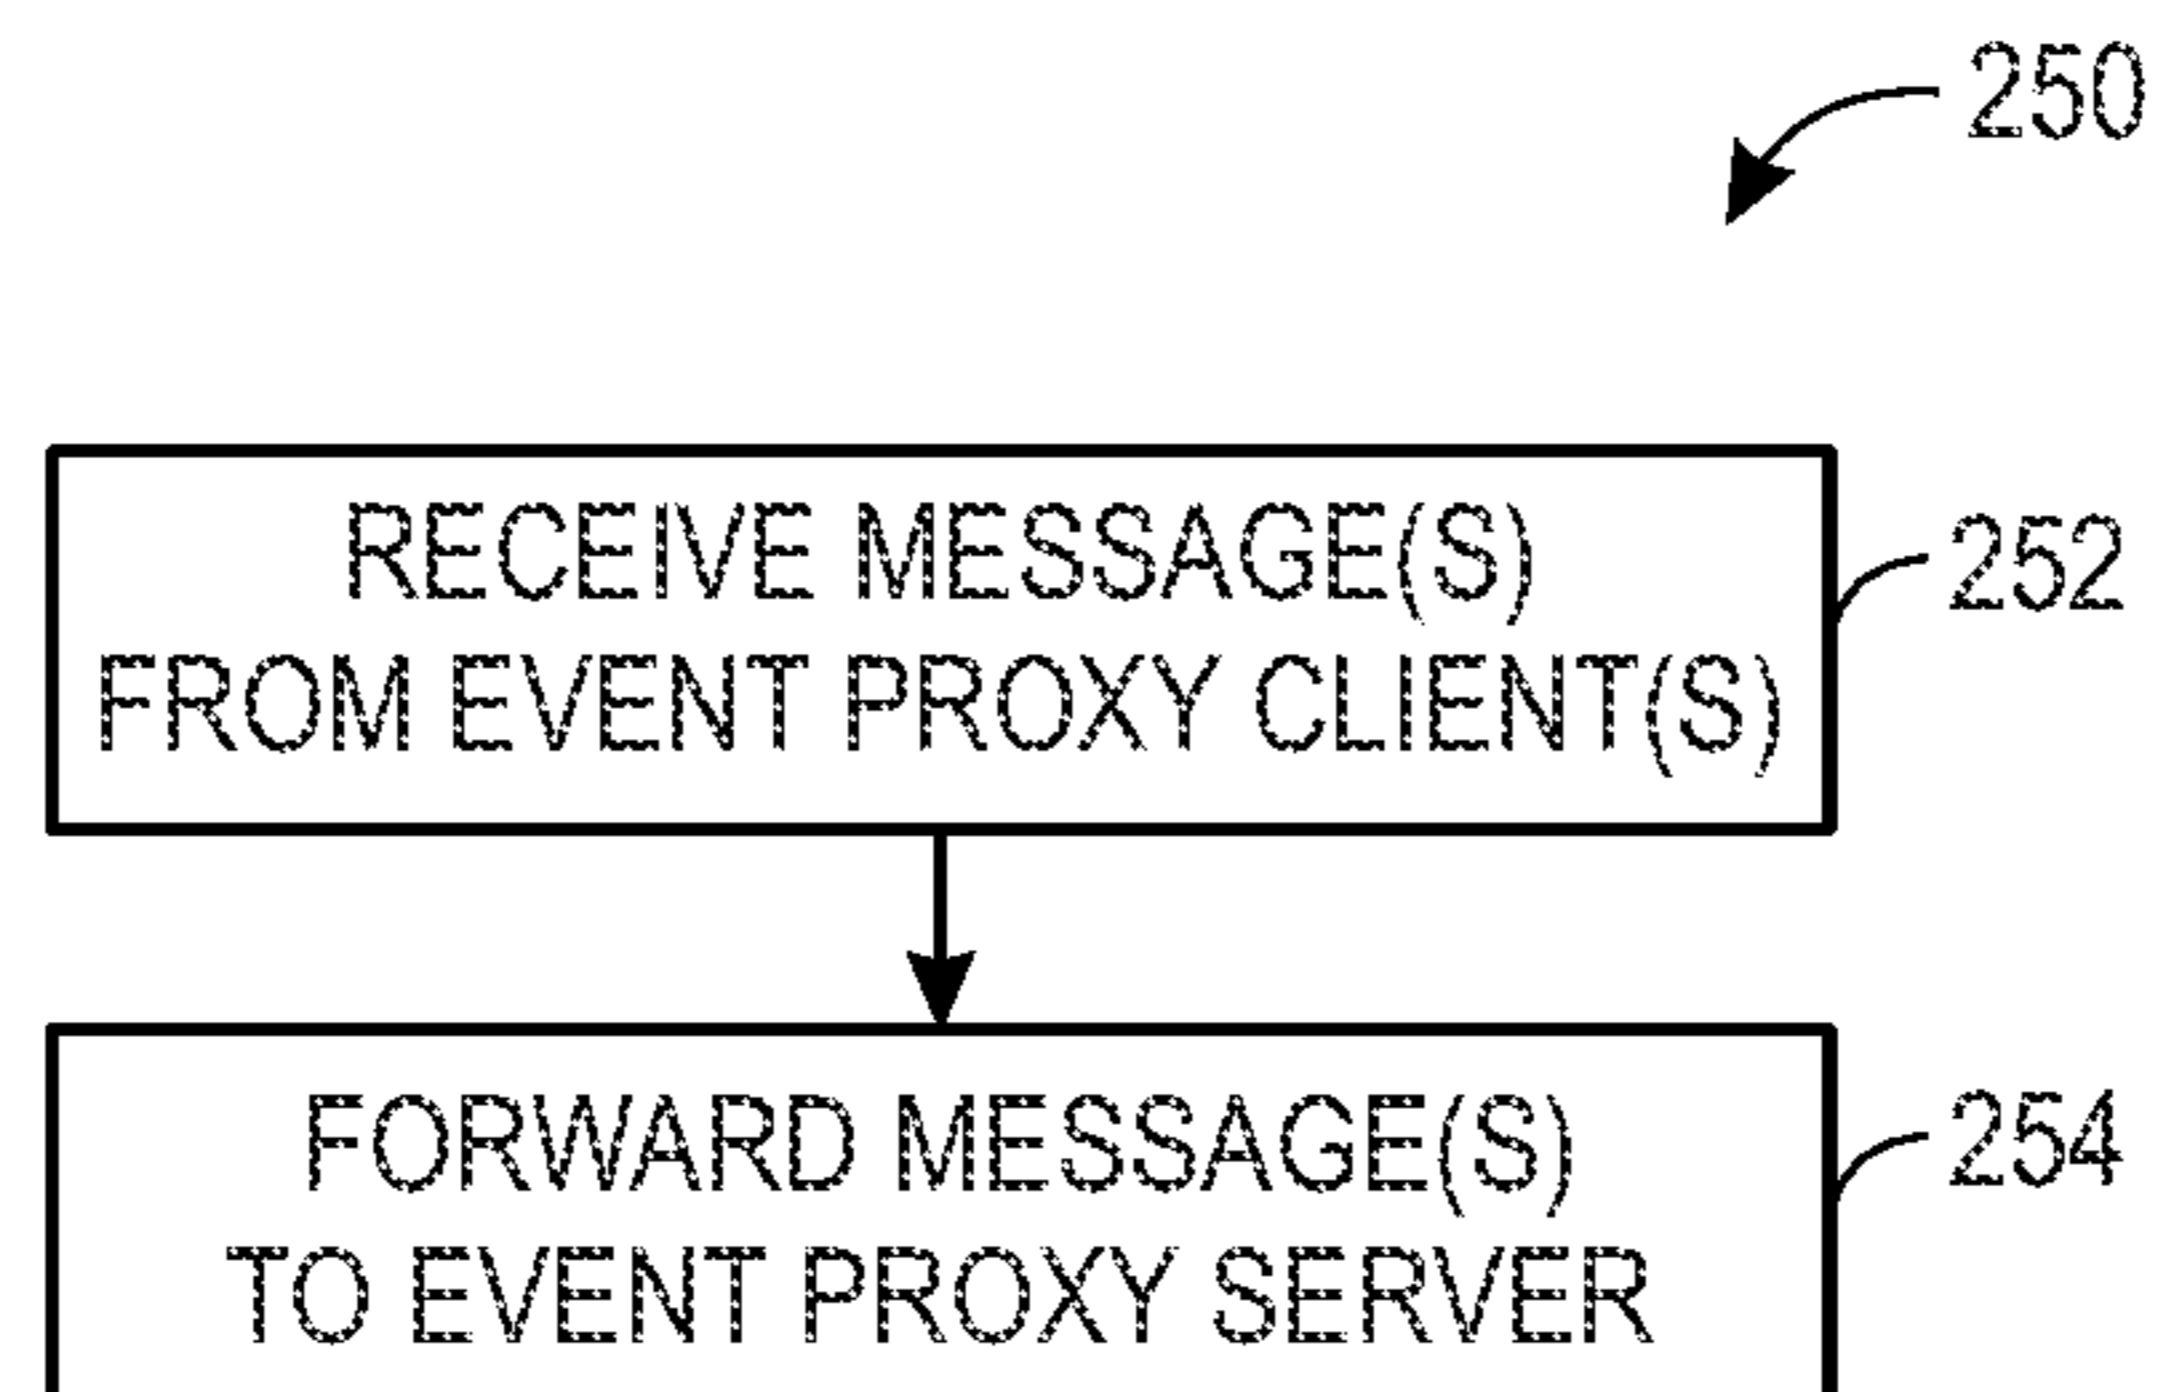 250
RECEIVE MESSAGE(S)
FROM EVENT PROXY CLIENT(S)
252
FORWARD MESSAGE(S)
TO EVENT PROXY SERVER
254